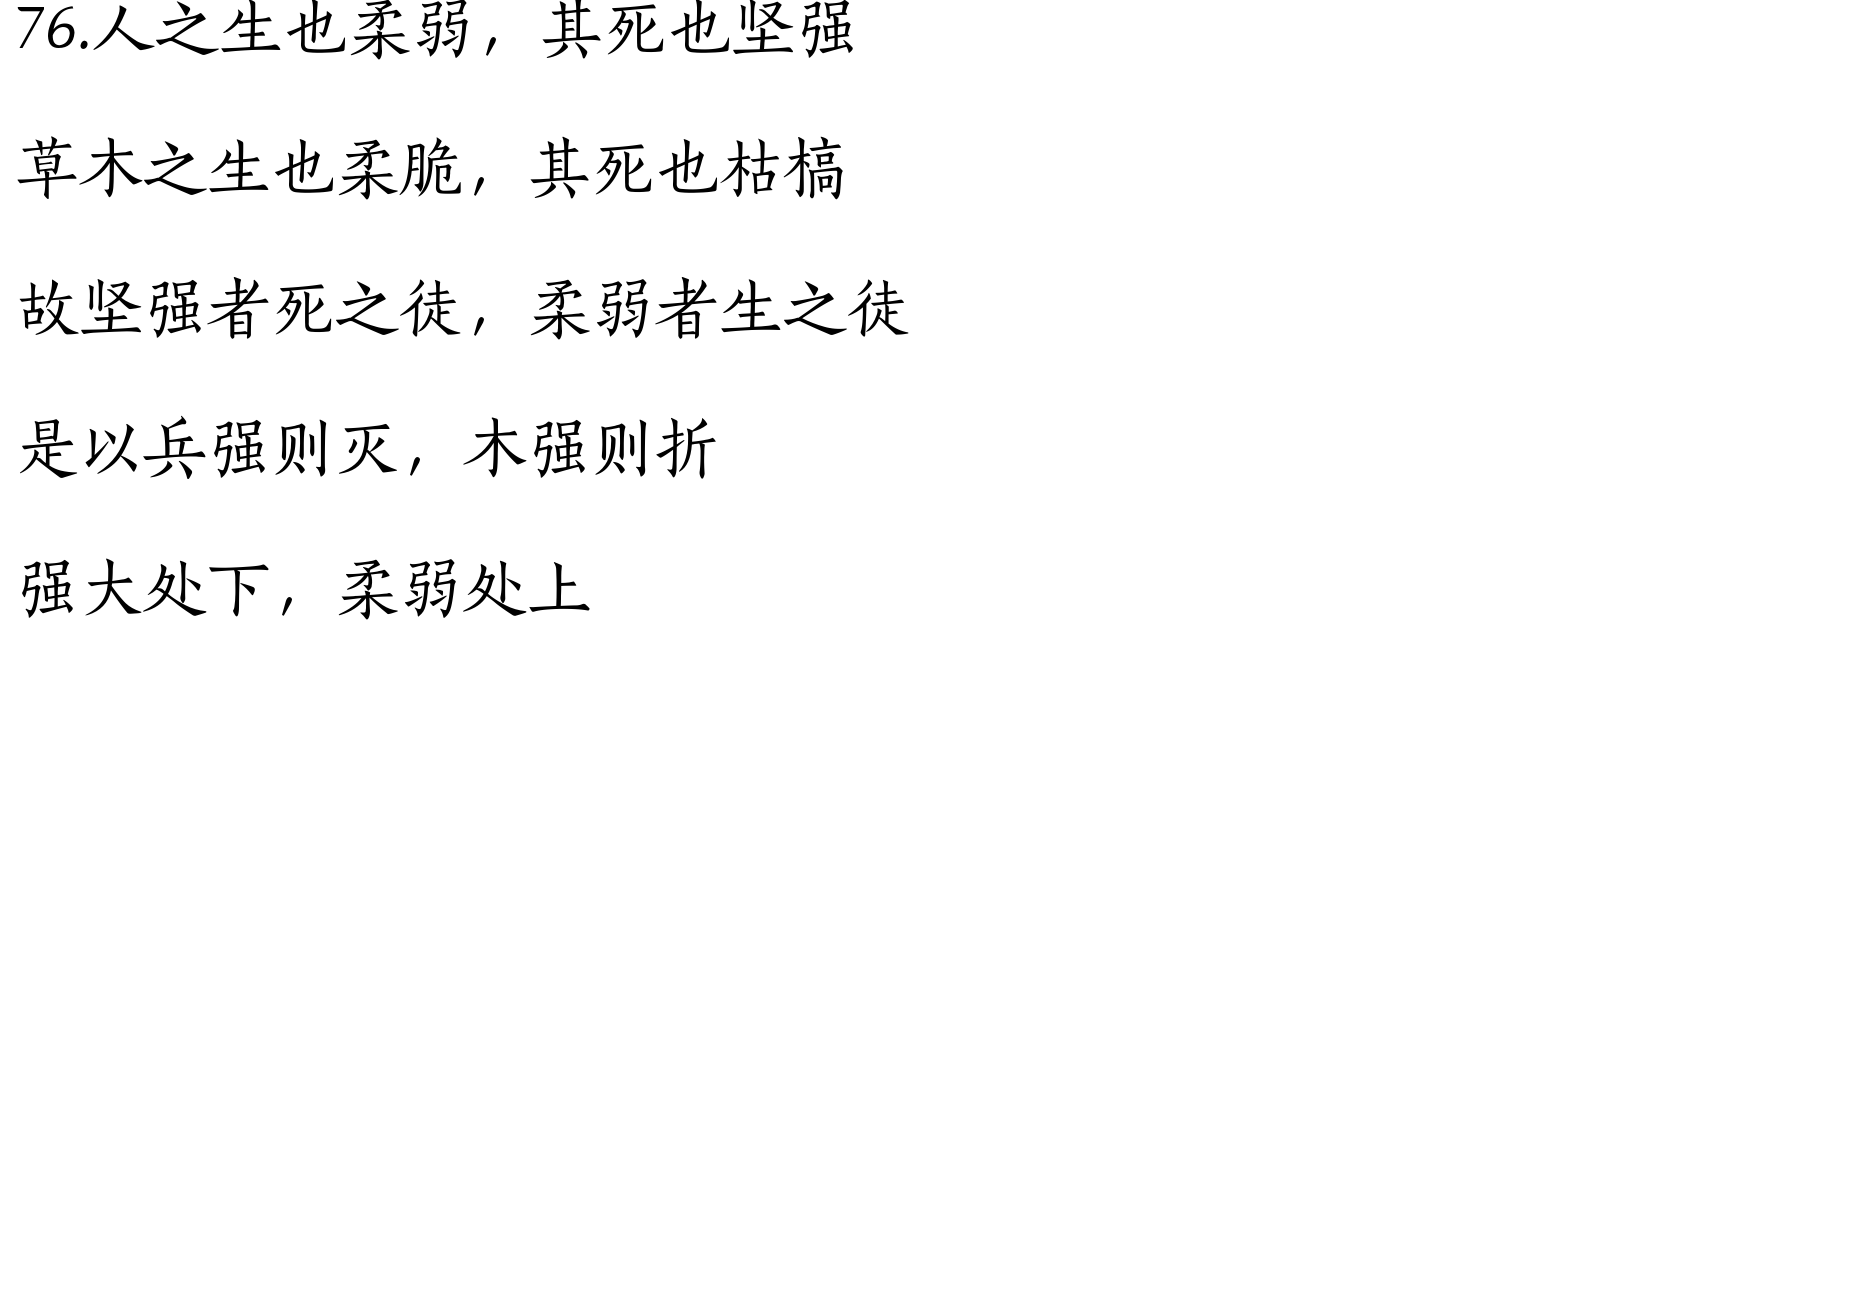 76.人之生也柔弱，其死也坚强
草木之生也柔脆，其死也枯槁
故坚强者死之徒，柔弱者生之徒
是以兵强则灭，木强则折
强大处下，柔弱处上